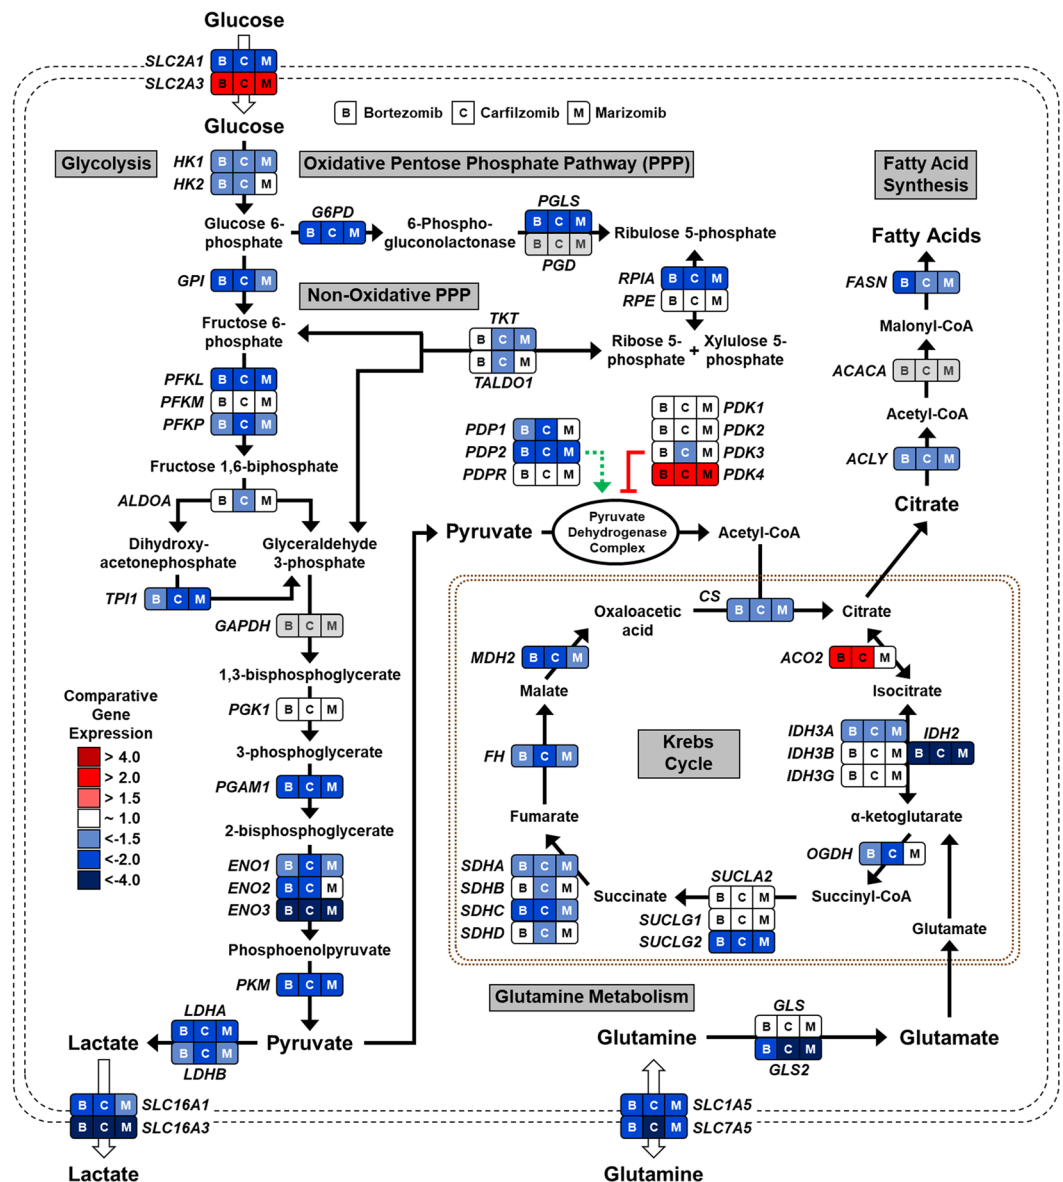 Glucose
SLC2A1 B C M
SLC2A3 B C M
B Bortezomib C Carfilzomib M Marizomib
Glucose
Glycolysis
Oxidative Pentose Phosphate Pathway (PPP)
Fatty Acid
Synthesis
HK1 B C M
HK2 B C M
Glucose 6-
phosphate
G6PD
B C M
6-Phospho-
gluconolactonase
PGLS
B C M
B C M
PGD
Ribulose 5-phosphate
Fatty Acids
GPI B C M
RPIA B C M
RPE B C M
FASN B C M
Non-Oxidative PPP
Fructose 6-
phosphate
TKT
B C M
B C M
TALDO1
Ribose 5-
phosphate
+
Xylulose 5-
phosphate
Malonyl-CoA
ACACA B C M
PFKL B C M
PFKM B C M
PFKP B C M
Acetyl-CoA
PDP1 B C M
PDP2 B C M
PDPR B C M
B C M PDK1
B C M PDK2
B C M PDK3
B C M PDK4
ACLY B C M
Fructose 1,6-biphosphate
Citrate
ALDOA B C M
Pyruvate
Pyruvate
Dehydrogenase
Complex
Acetyl-CoA
Dihydroxy-
acetonephosphate
Glyceraldehyde
3-phosphate
TPI1 B C M
GAPDH B C M
Oxaloacetic
acid
CS
B C M
Citrate
MDH2 B C M
ACO2 B C M
1,3-bisphosphoglycerate
Malate
Isocitrate
PGK1 B C M
Comparative
Gene
Expression
> 4.0
> 2.0
> 1.5
~ 1.0
<-1.5
<-2.0
<-4.0
3-phosphoglycerate
FH B C M
Krebs
Cycle
IDH3A B C M
IDH3B B C M
IDH3G B C M
IDH2
B C M
PGAM1 B C M
2-bisphosphoglycerate
Fumarate
α-ketoglutarate
ENO1 B C M
ENO2 B C M
ENO3 B C M
OGDH B C M
SDHA B C M
SDHB B C M
SDHC B C M
SDHD B C M
Succinate
SUCLA2
B C M
SUCLG1 B C M
SUCLG2 B C M
Succinyl-CoA
Glutamate
Phosphoenolpyruvate
PKM B C M
Glutamine Metabolism
LDHA
B C M
B C M
LDHB
Lactate
Pyruvate
Glutamine
GLS
B C M
B C M
GLS2
Glutamate
B C M SLC16A1
B C M SLC16A3
B C M SLC1A5
B C M SLC7A5
Lactate
Glutamine